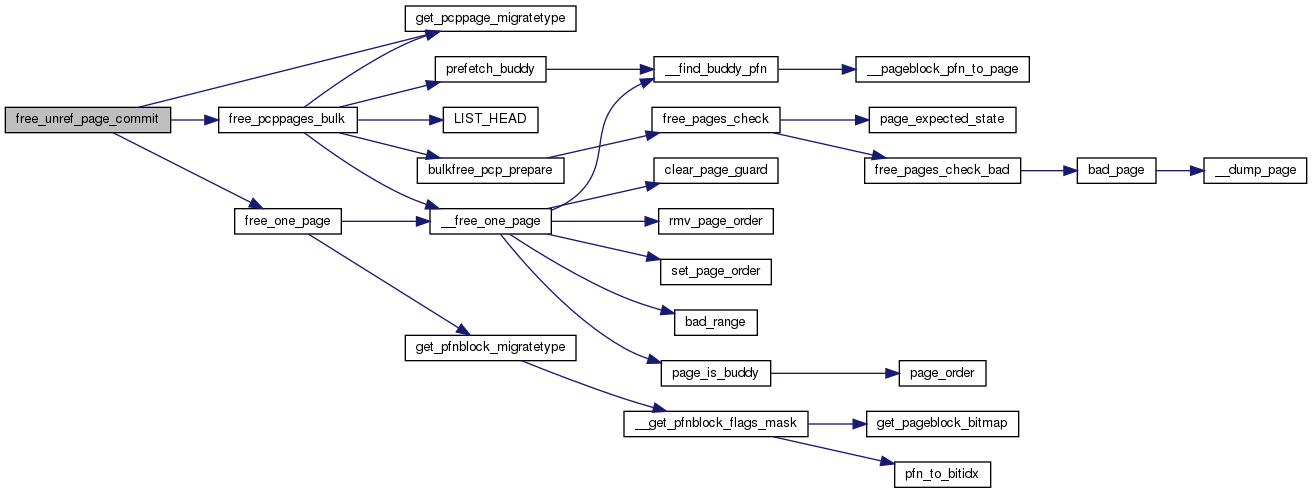 get_pcppage_migratetype
prefetch_buddy
__find_buddy_pfn
__pageblock_pfn_to_page
free_unref_page_commit
free_pcppages_bulk
LIST_HEAD
free_pages_check
page_expected_state
bulkfree_pcp_prepare
clear_page_guard
free_pages_check_bad
bad_page
__dump_page
free_one_page
__free_one_page
rmv_page_order
set_page_order
bad_range
get_pfnblock_migratetype
page_is_buddy
page_order
__get_pfnblock_flags_mask
get_pageblock_bitmap
pfn_to_bitidx